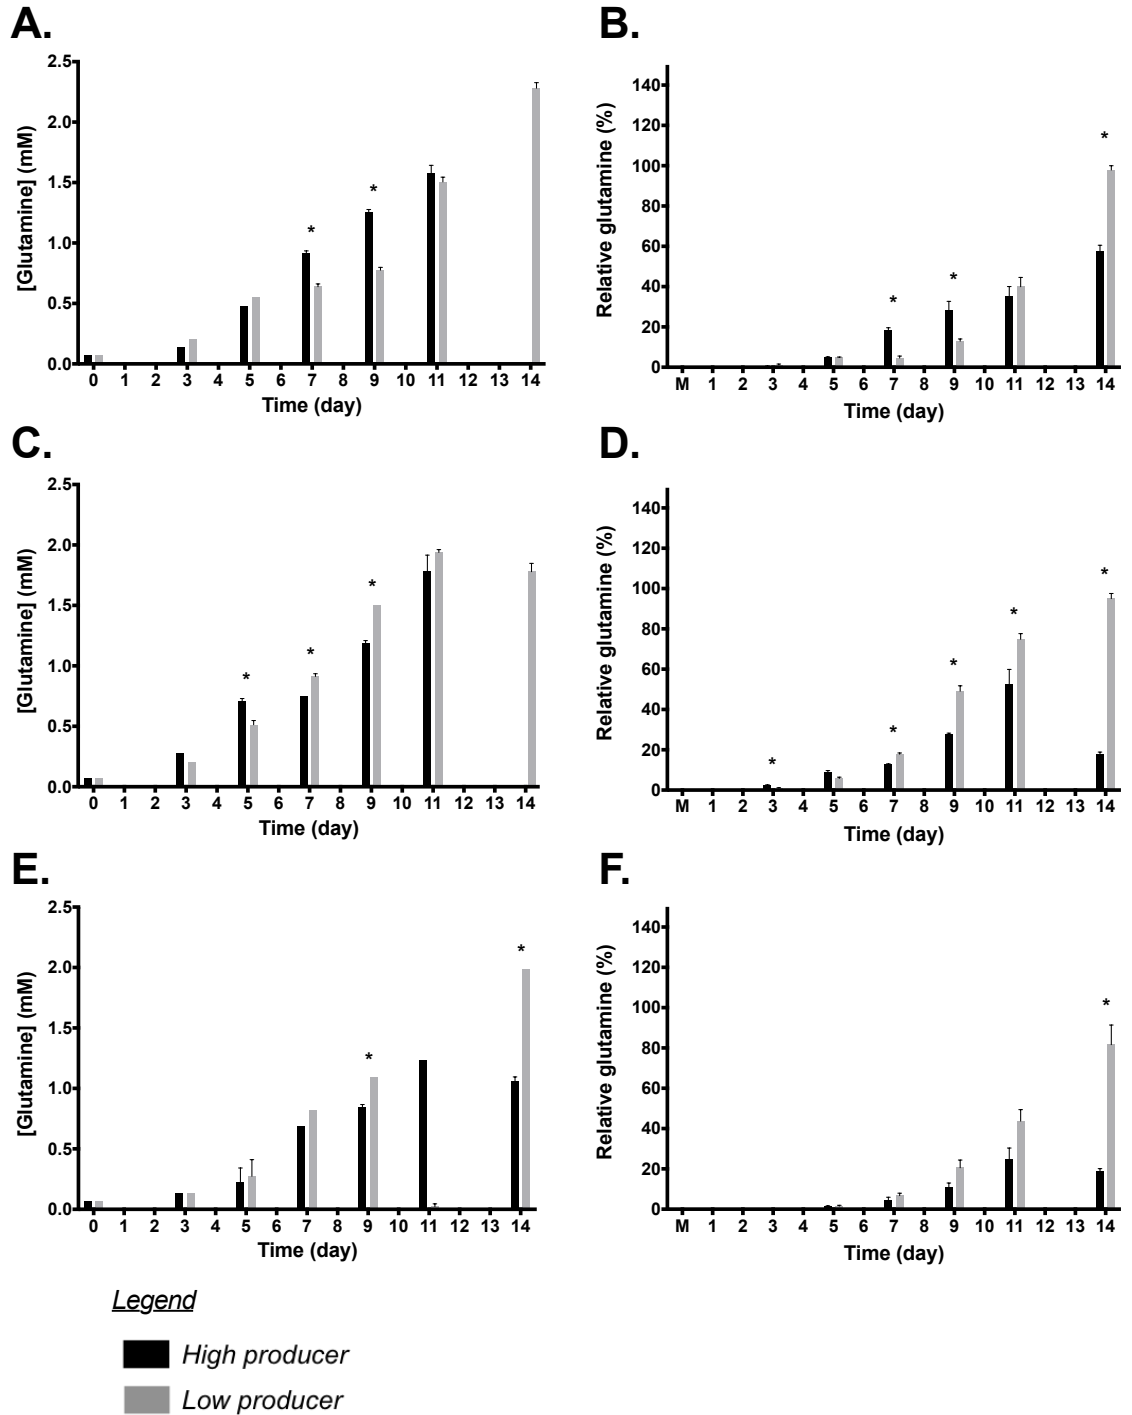 A.
[Glutamine] (mM)
2.5
2.0
1.5
1.0
0.5
0.0
* *
0 1 2 3 4 5 6 7 8 9 10 11 12 13 14
Time (day)
B.
Relative glutamine (%)
140
120
100
80
60
40
20
0
* * *
M 1 2 3 4 5 6 7 8 9 10 11 12 13 14
Time (day)
C.
[Glutamine] (mM)
2.5
2.0
1.5
1.0
0.5
0.0
* * *
0 1 2 3 4 5 6 7 8 9 10 11 12 13 14
Time (day)
D.
Relative glutamine (%)
140
120
100
80
60
40
20
0
* * * * *
M 1 2 3 4 5 6 7 8 9 10 11 12 13 14
Time (day)
E.
[Glutamine] (mM)
2.5
2.0
1.5
1.0
0.5
0.0
* *
0 1 2 3 4 5 6 7 8 9 10 11 12 13 14
Time (day)
F.
Relative glutamine (%)
140
120
100
80
60
40
20
0
*
M 1 2 3 4 5 6 7 8 9 10 11 12 13 14
Time (day)
Legend
High producer
Low producer